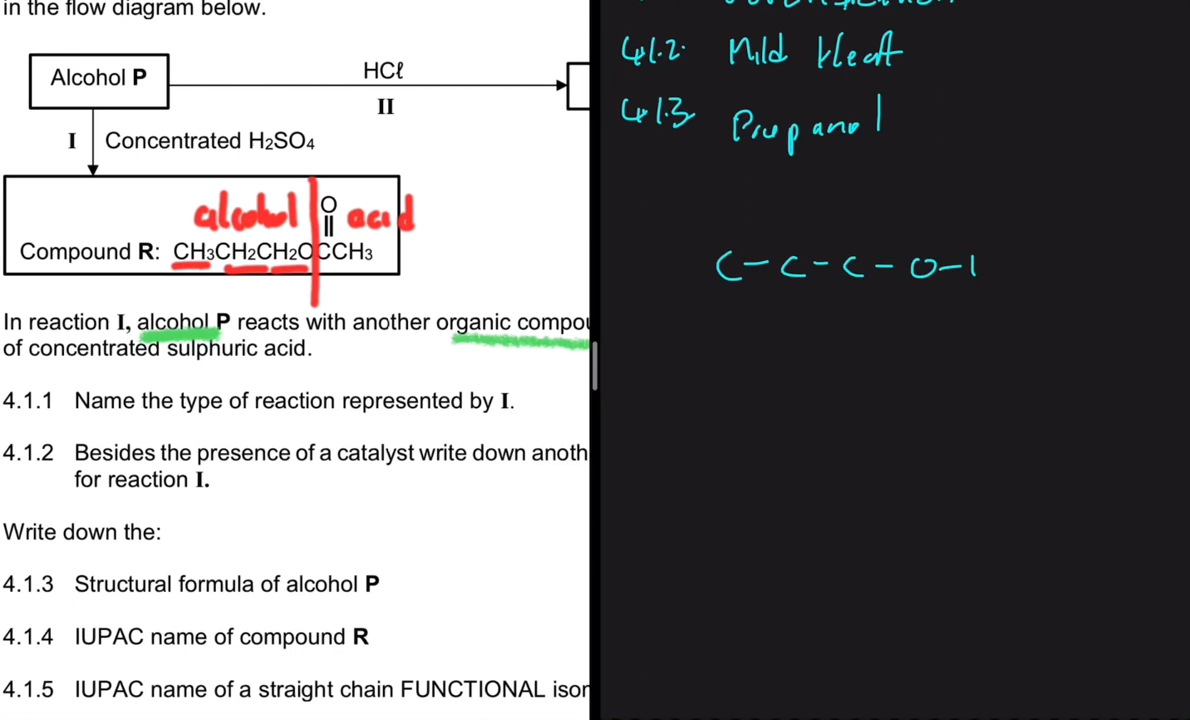 in the flow diagram below.
Alcohol P
HCℓ
II
I Concentrated H₂SO₄
alcohol acid
O
Compound R: CH₃CH₂CH₂OCCH₃
In reaction I, alcohol P reacts with another organic compou
of concentrated sulphuric acid.
4.1.1 Name the type of reaction represented by I.
4.1.2 Besides the presence of a catalyst write down anoth
for reaction I.
Write down the:
4.1.3 Structural formula of alcohol P
4.1.4 IUPAC name of compound R
4.1.5 IUPAC name of a straight chain FUNCTIONAL isor
4.1.2. Mild Heat
4.1.3 Propanol
C-C-C-O-I